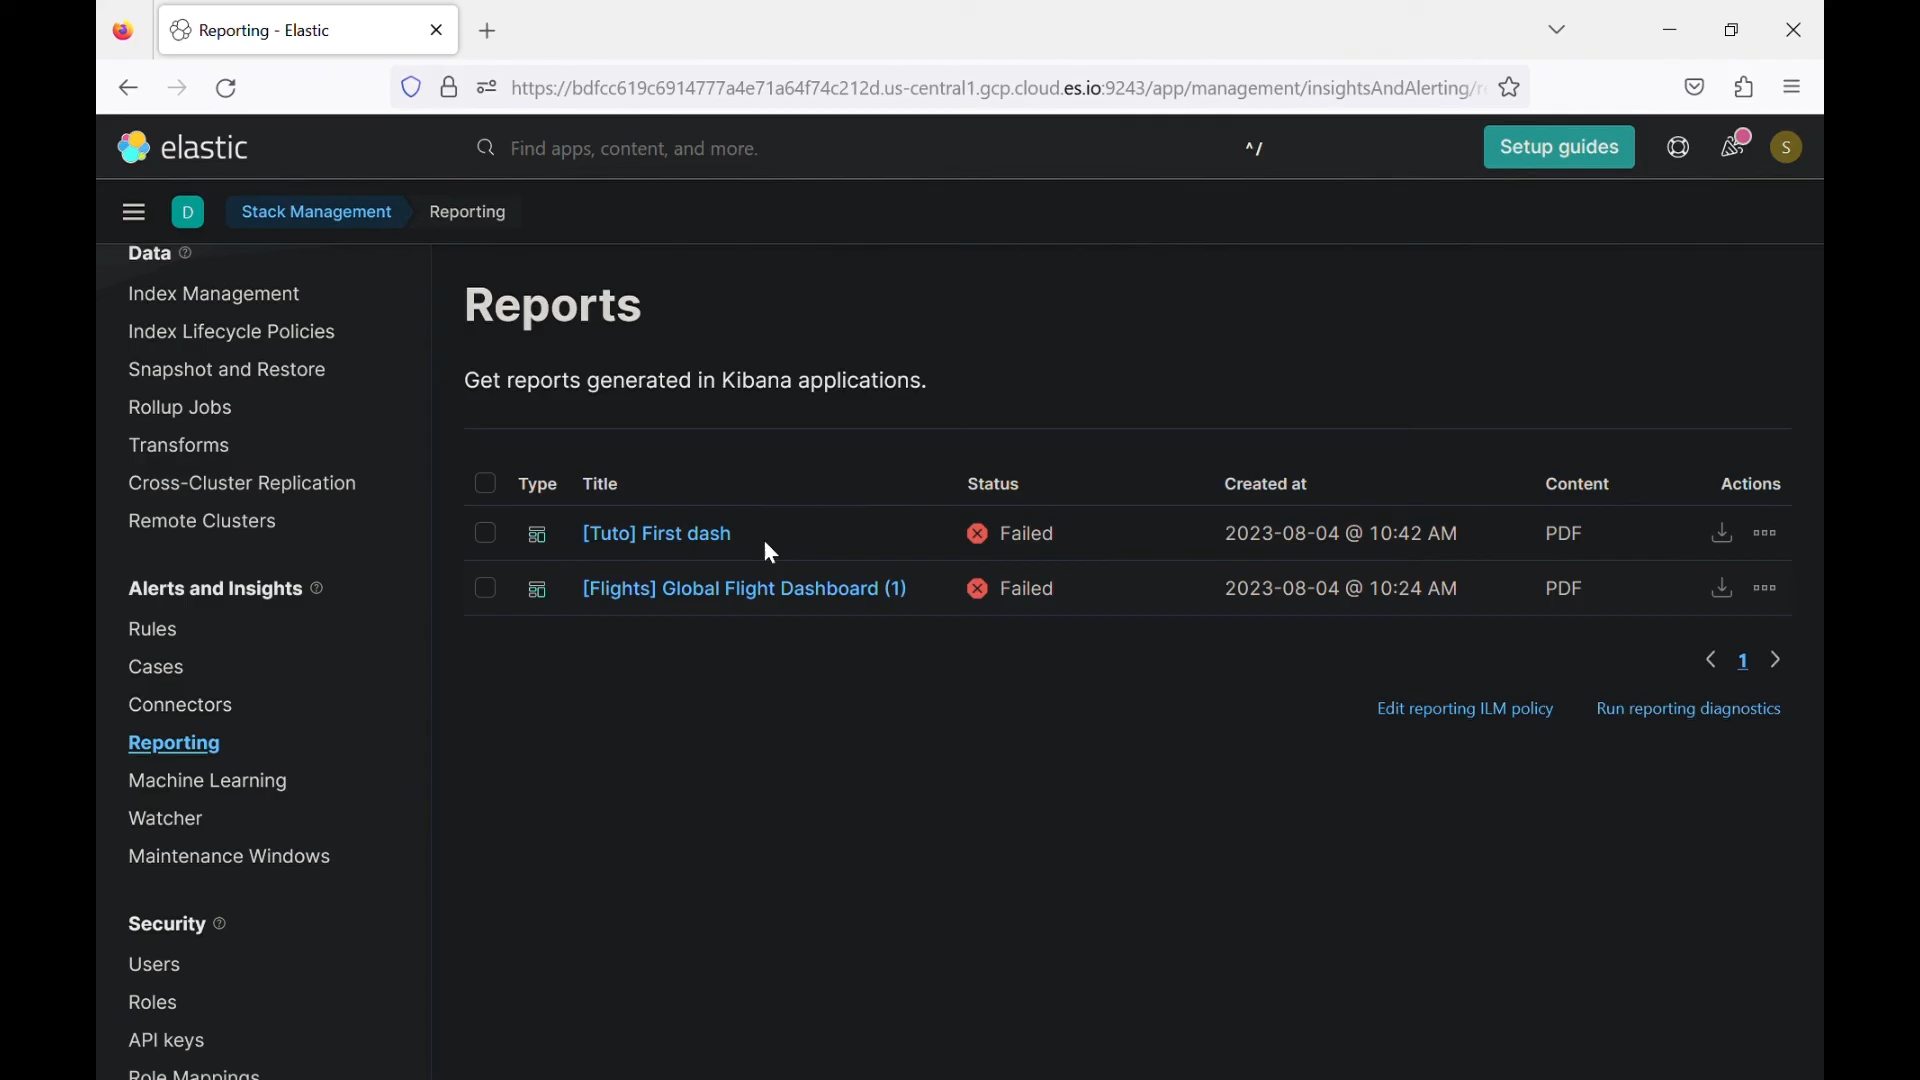 Reporting - Elastic
https://bdfcc619c6914777a4e71a64f74c212d.us-central1.gcp.cloud.es.io:9243/app/management/insightsAndAlerting/r
elastic
Find apps, content, and more.
^/
Setup guides
S
D
Stack Management
Reporting
Data
Index Management
Index Lifecycle Policies
Snapshot and Restore
Rollup Jobs
Transforms
Cross-Cluster Replication
Remote Clusters
Alerts and Insights
Rules
Cases
Connectors
Reporting
Machine Learning
Watcher
Maintenance Windows
Security
Users
Roles
API keys
Role Mappings
Reports
Get reports generated in Kibana applications.
Type Title Status Created at Content Actions
[Tuto] First dash Failed 2023-08-04 @ 10:42 AM PDF
[Flights] Global Flight Dashboard (1) Failed 2023-08-04 @ 10:24 AM PDF
1
Edit reporting ILM policy Run reporting diagnostics